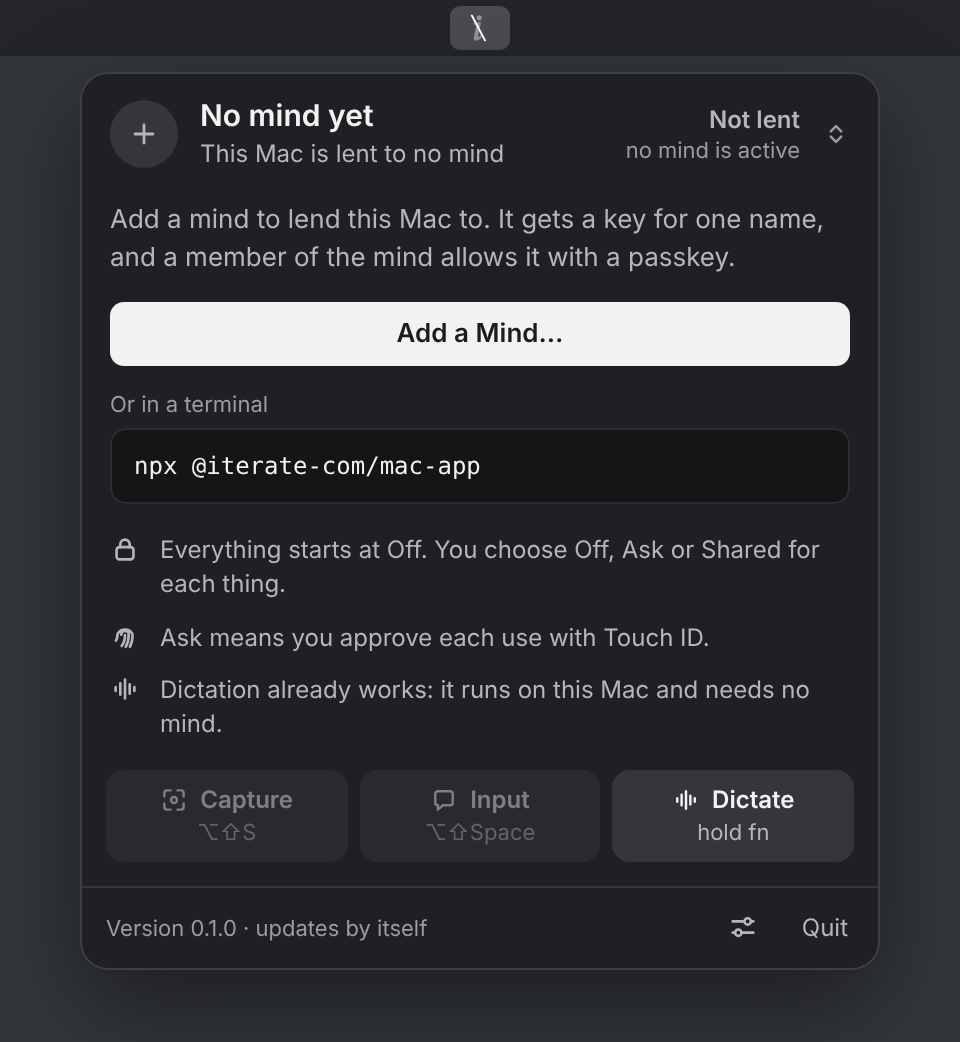 i
No mind yet
This Mac is lent to no mind
Not lent
no mind is active
Add a mind to lend this Mac to. It gets a key for one name,
and a member of the mind allows it with a passkey.
Add a Mind...
Or in a terminal
npx @iterate-com/mac-app
Everything starts at Off. You choose Off, Ask or Shared for
each thing.
Ask means you approve each use with Touch ID.
Dictation already works: it runs on this Mac and needs no
mind.
Capture
⌥⇧S
Input
⌥⇧Space
Dictate
hold fn
Version 0.1.0 · updates by itself
Quit